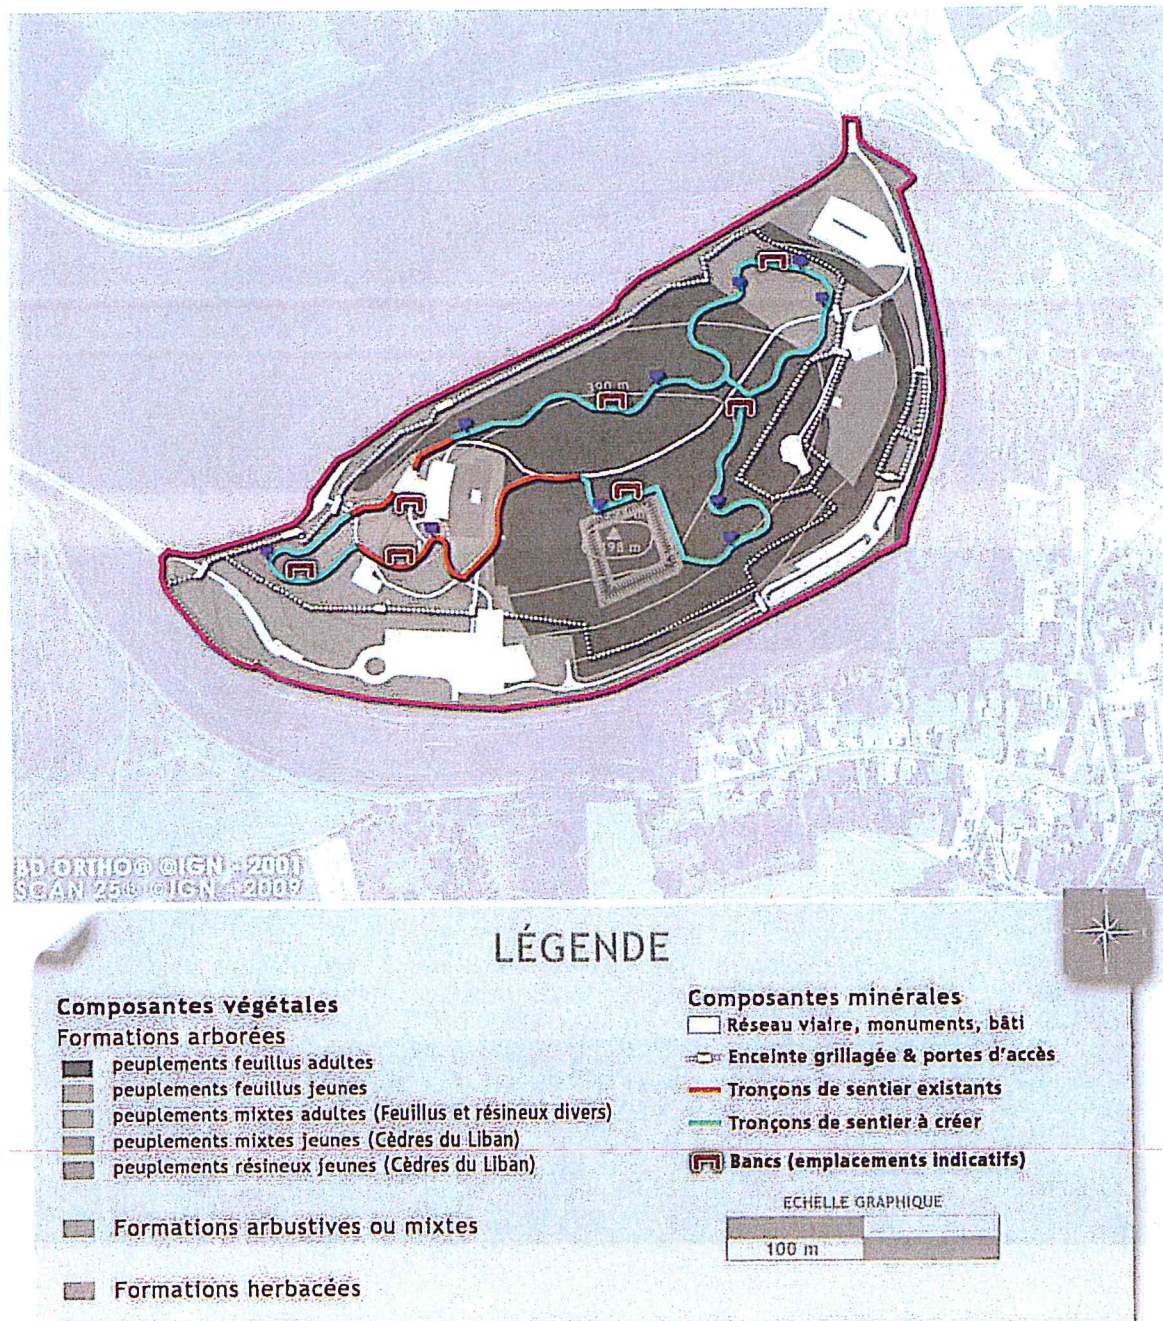 390 m
98 m
BD ORTHO® ©IGN - 2001
SCAN 25® ©IGN - 2009
LÉGENDE
Composantes végétales
Formations arborées
peuplements feuillus adultes
peuplements feuillus jeunes
peuplements mixtes adultes (Feuillus et résineux divers)
peuplements mixtes jeunes (Cèdres du Liban)
peuplements résineux jeunes (Cèdres du Liban)
Formations arbustives ou mixtes
Formations herbacées
Composantes minérales
Réseau viaire, monuments, bâti
Enceinte grillagée & portes d'accès
Tronçons de sentier existants
Tronçons de sentier à créer
Bancs (emplacements indicatifs)
ECHELLE GRAPHIQUE
100 m